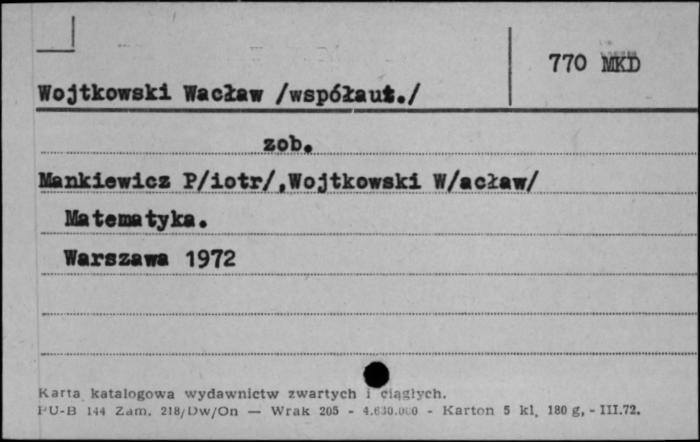 770 MKD
Wojtkowski Wacław /współaut./
zob.
Mankiewicz P/iotr/,Wojtkowski W/acław/
Matematyka.
Warszawa 1972
Karta katalogowa wydawnictw zwartych i ciągłych.
PU-B 144 Zam. 218/Dw/On — Wrak 205 - 4.630.000 - Karton 5 kl, 180 g, - III.72.